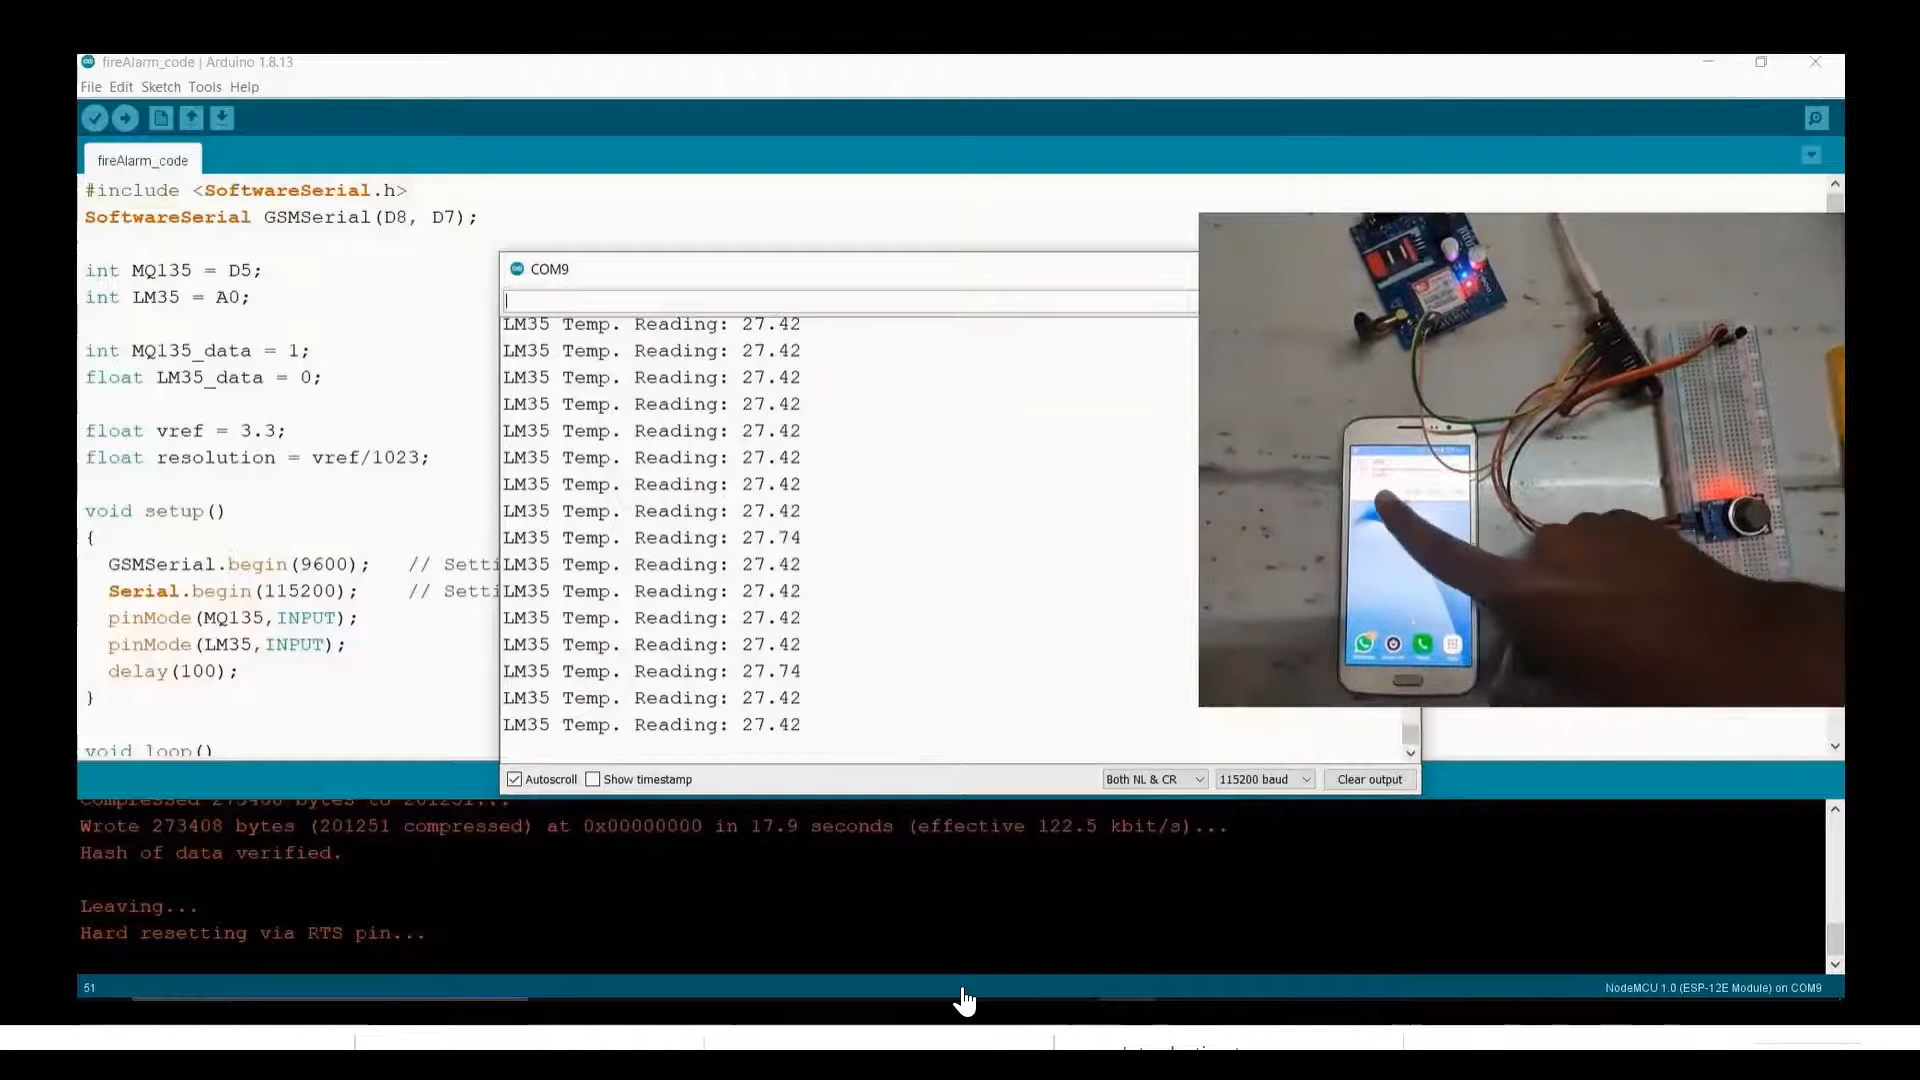 fireAlarm_code | Arduino 1.8.13
File Edit Sketch Tools Help
fireAlarm_code
#include <SoftwareSerial.h>
SoftwareSerial GSMSerial(D8, D7);
int MQ135 = D5;
int LM35 = A0;
int MQ135_data = 1;
float LM35_data = 0;
float vref = 3.3;
float resolution = vref/1023;
void setup()
{
GSMSerial.begin(9600); // Setti
Serial.begin(115200); // Setti
pinMode(MQ135,INPUT);
pinMode(LM35,INPUT);
delay(100);
}
void loop()
COM9
LM35 Temp. Reading: 27.42
LM35 Temp. Reading: 27.42
LM35 Temp. Reading: 27.42
LM35 Temp. Reading: 27.42
LM35 Temp. Reading: 27.42
LM35 Temp. Reading: 27.42
LM35 Temp. Reading: 27.42
LM35 Temp. Reading: 27.42
LM35 Temp. Reading: 27.74
LM35 Temp. Reading: 27.42
LM35 Temp. Reading: 27.42
LM35 Temp. Reading: 27.42
LM35 Temp. Reading: 27.42
LM35 Temp. Reading: 27.74
LM35 Temp. Reading: 27.42
LM35 Temp. Reading: 27.42
Autoscroll Show timestamp Both NL & CR 115200 baud Clear output
Compressed 273408 bytes to 201251...
Wrote 273408 bytes (201251 compressed) at 0x00000000 in 17.9 seconds (effective 122.5 kbit/s)...
Hash of data verified.
Leaving...
Hard resetting via RTS pin...
51 NodeMCU 1.0 (ESP-12E Module) on COM9